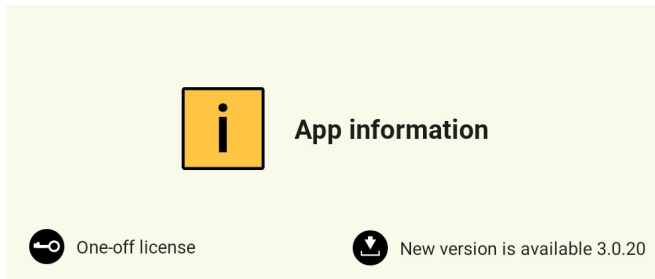 App information
One-off license
New version is available 3.0.20